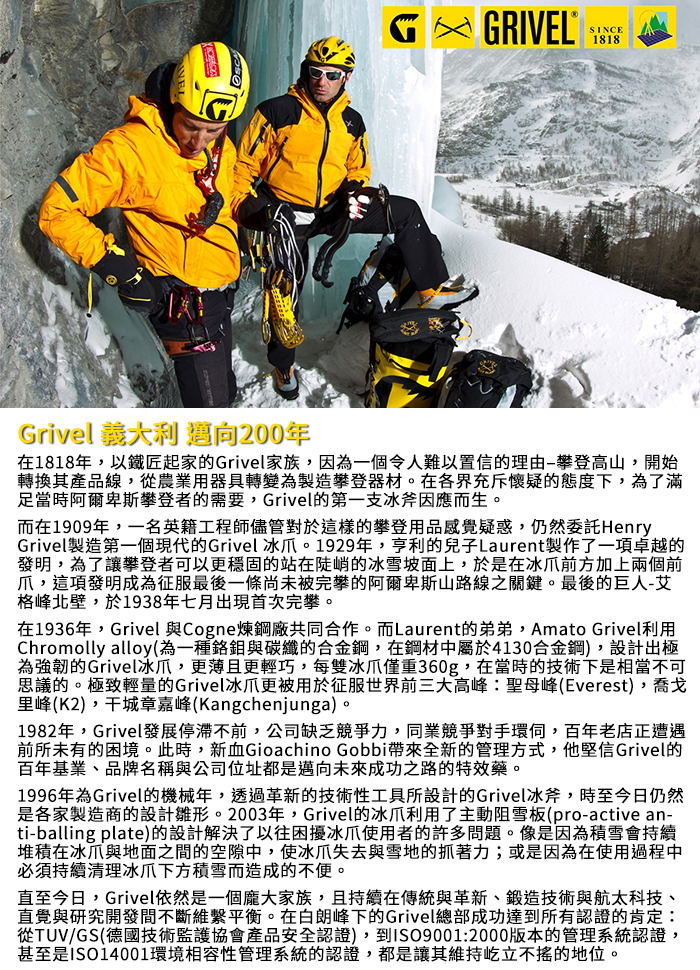 GRIVEL®
SINCE
1818
Grivel 義大利 邁向200年
在1818年，以鐵匠起家的Grivel家族，因為一個令人難以置信的理由–攀登高山，開始
轉換其產品線，從農業用器具轉變為製造攀登器材。在各界充斥懷疑的態度下，為了滿
足當時阿爾卑斯攀登者的需要，Grivel的第一支冰斧因應而生。
而在1909年，一名英籍工程師儘管對於這樣的攀登用品感覺疑惑，仍然委託Henry
Grivel製造第一個現代的Grivel 冰爪。1929年，亨利的兒子Laurent製作了一項卓越的
發明，為了讓攀登者可以更穩固的站在陡峭的冰雪坡面上，於是在冰爪前方加上兩個前
爪，這項發明成為征服最後一條尚未被完攀的阿爾卑斯山路線之關鍵。最後的巨人-艾
格峰北壁，於1938年七月出現首次完攀。
在1936年，Grivel 與Cogne煉鋼廠共同合作。而Laurent的弟弟，Amato Grivel利用
Chromolly alloy(為一種鉻鉬與碳纖的合金鋼，在鋼材中屬於4130合金鋼)，設計出極
為強韌的Grivel冰爪，更薄且更輕巧，每雙冰爪僅重360g，在當時的技術下是相當不可
思議的。極致輕量的Grivel冰爪更被用於征服世界前三大高峰：聖母峰(Everest)，喬戈
里峰(K2)，干城章嘉峰(Kangchenjunga)。
1982年，Grivel發展停滯不前，公司缺乏競爭力，同業競爭對手環伺，百年老店正遭遇
前所未有的困境。此時，新血Gioachino Gobbi帶來全新的管理方式，他堅信Grivel的
百年基業、品牌名稱與公司位址都是邁向未來成功之路的特效藥。
1996年為Grivel的機械年，透過革新的技術性工具所設計的Grivel冰斧，時至今日仍然
是各家製造商的設計雛形。2003年，Grivel的冰爪利用了主動阻雪板(pro-active an-
ti-balling plate)的設計解決了以往困擾冰爪使用者的許多問題。像是因為積雪會持續
堆積在冰爪與地面之間的空隙中，使冰爪失去與雪地的抓著力；或是因為在使用過程中
必須持續清理冰爪下方積雪而造成的不便。
直至今日，Grivel依然是一個龐大家族，且持續在傳統與革新、鍛造技術與航太科技、
直覺與研究開發間不斷維繫平衡。在白朗峰下的Grivel總部成功達到所有認證的肯定：
從TUV/GS(德國技術監護協會產品安全認證)，到ISO9001:2000版本的管理系統認證，
甚至是ISO14001環境相容性管理系統的認證，都是讓其維持屹立不搖的地位。